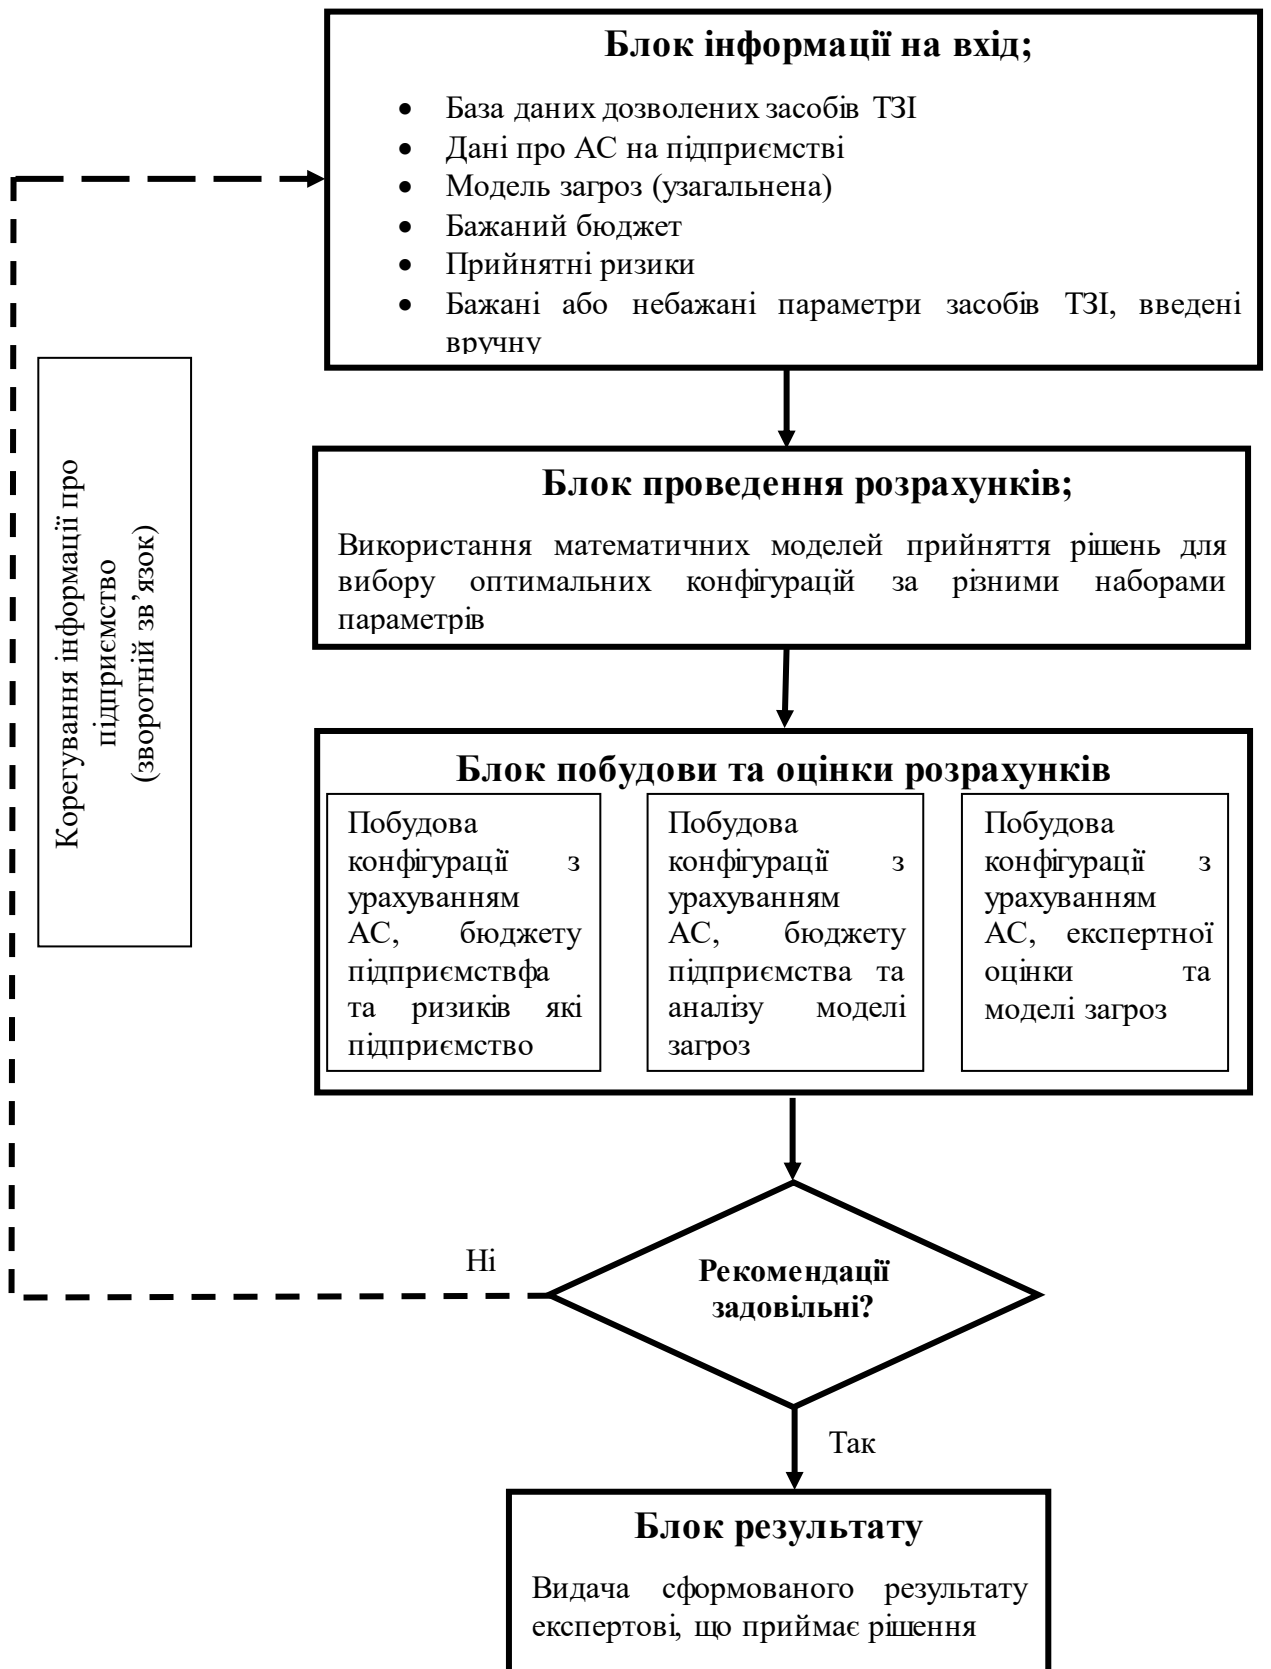 Блок інформації на вхід;
База даних дозволених засобів ТЗІ
Дані про АС на підприємстві
Модель загроз (узагальнена)
Бажаний бюджет
Прийнятні ризики
Бажані або небажані параметри засобів ТЗІ, введені
вручну
Корегування інформації про
підприємство
(зворотній зв’язок)
Блок проведення розрахунків;
Використання математичних моделей прийняття рішень для
вибору оптимальних конфігурацій за різними наборами
параметрів
Блок побудови та оцінки розрахунків
Побудова
конфігурації з
урахуванням
АС, бюджету
підприємствфа
та ризиків які
підприємство
Побудова
конфігурації з
урахуванням
АС, бюджету
підприємства та
аналізу моделі
загроз
Побудова
конфігурації з
урахуванням
АС, експертної
оцінки та
моделі загроз
Ні
Рекомендації
задовільні?
Так
Блок результату
Видача сформованого результату
експертові, що приймає рішення